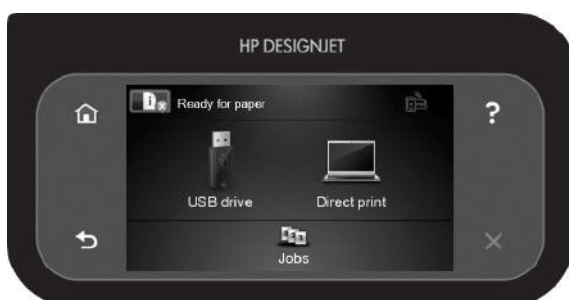 HP DESIGNJET
Ready for paper
?
USB drive
Direct print
Jobs